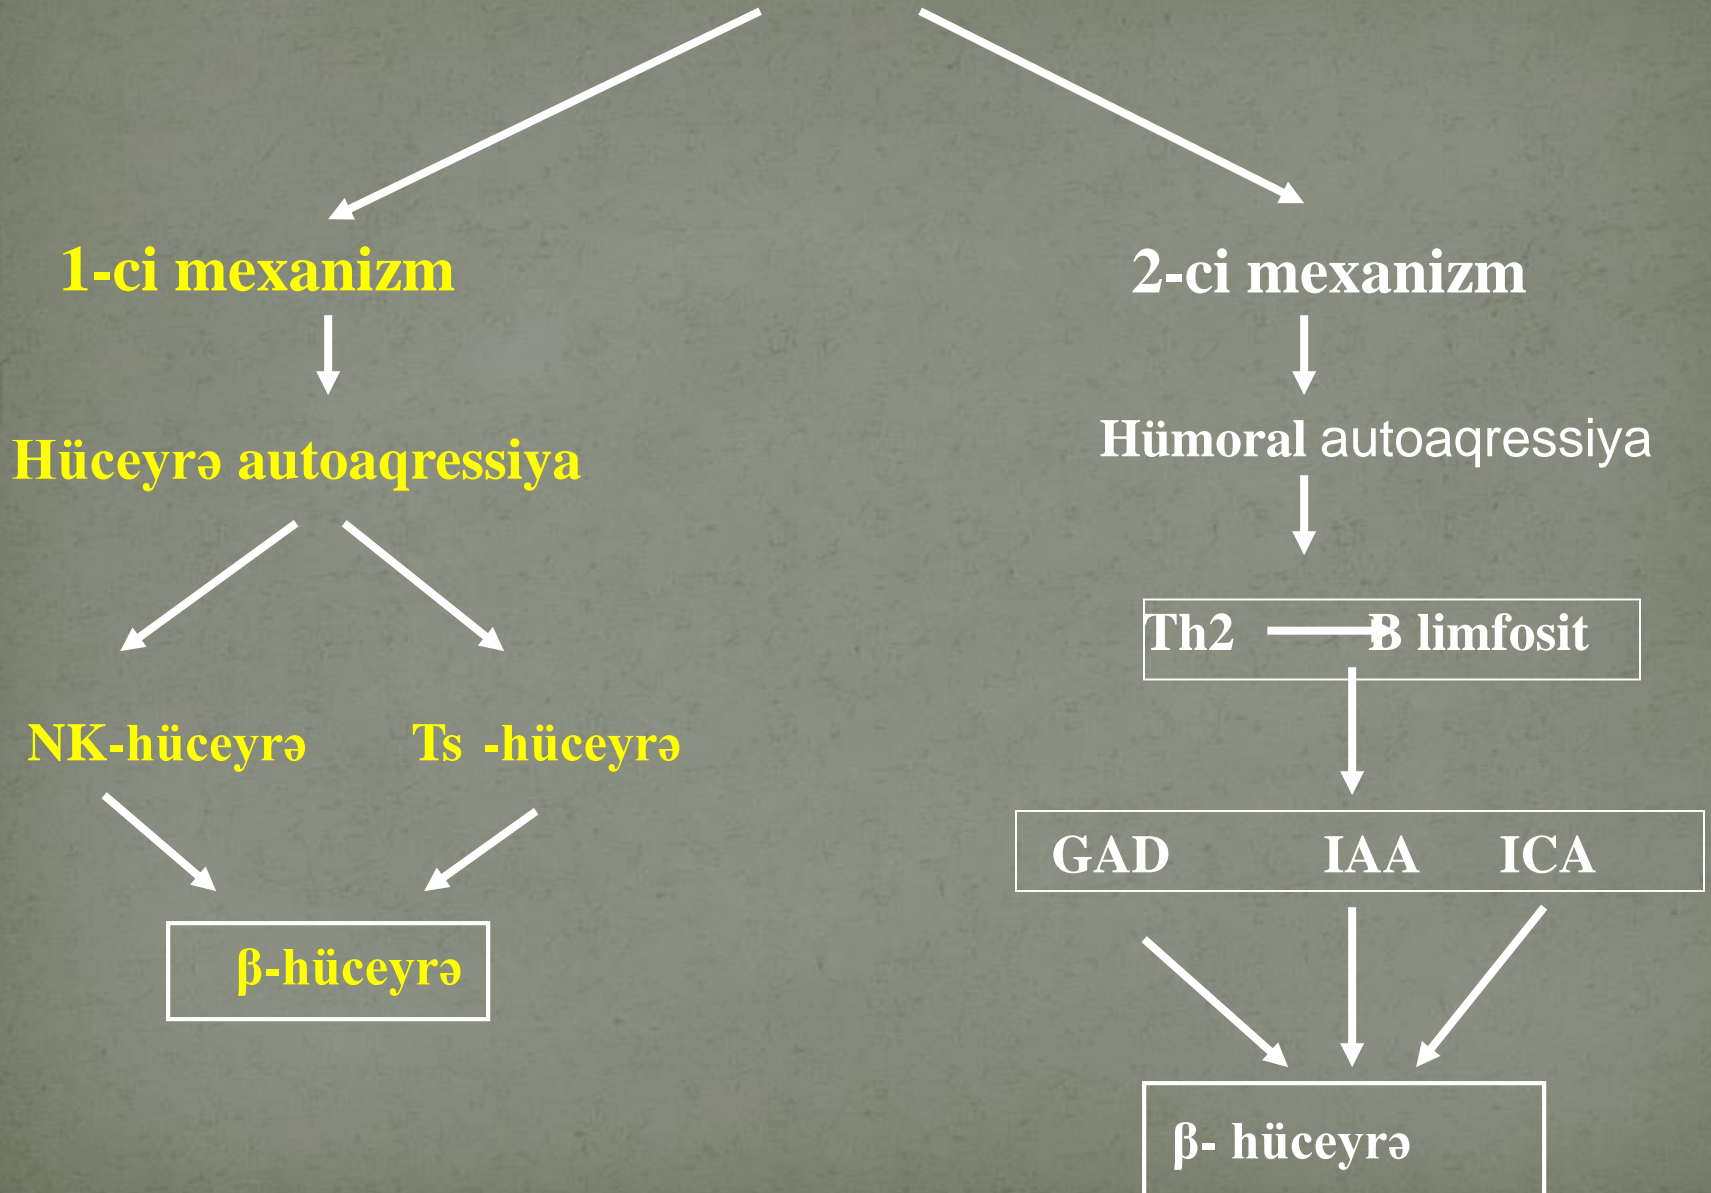 1-ci mexanizm
Hüceyrə autoaqressiya
NK-hüceyrə Ts -hüceyrə
β-hüceyrə
2-ci mexanizm
Hümoral autoaqressiya
Th2 B limfosit
GAD IAA ICA
β- hüceyrə